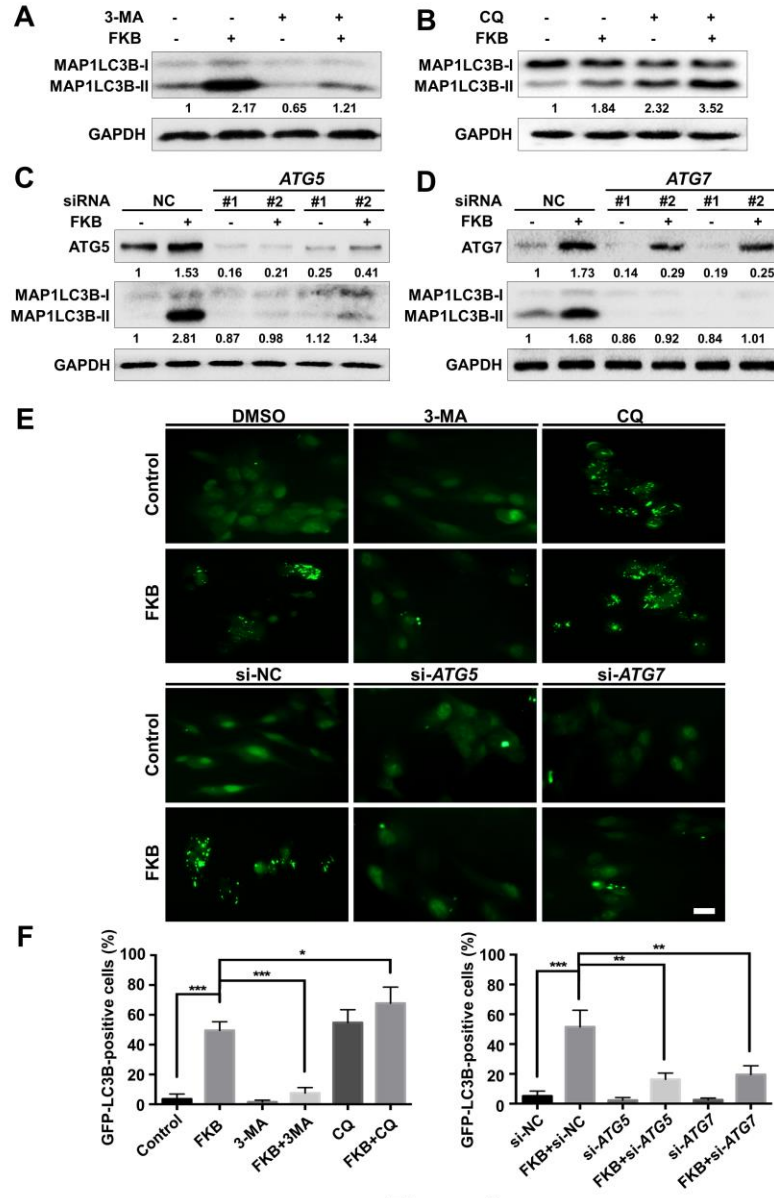 A
3-MA - - + +
FKB - + - +
MAP1LC3B-I
MAP1LC3B-II
1 2.17 0.65 1.21
GAPDH
B
CQ - - + +
FKB - + - +
MAP1LC3B-I
MAP1LC3B-II
1 1.84 2.32 3.52
GAPDH
C
ATG5
siRNA NC #1 #2 #1 #2
FKB - + - + - +
ATG5
1 1.53 0.16 0.21 0.25 0.41
MAP1LC3B-I
MAP1LC3B-II
1 2.81 0.87 0.98 1.12 1.34
GAPDH
D
ATG7
siRNA NC #1 #2 #1 #2
FKB - + - + - +
ATG7
1 1.73 0.14 0.29 0.19 0.25
MAP1LC3B-I
MAP1LC3B-II
1 1.68 0.86 0.92 0.84 1.01
GAPDH
E
DMSO 3-MA CQ
Control
FKB
si-NC si-ATG5 si-ATG7
Control
FKB
F
GFP-LC3B-positive cells (%)
100
80
60
40
20
0
*
***
***
Control FKB 3-MA FKB+3MA CQ FKB+CQ
GFP-LC3B-positive cells (%)
100
80
60
40
20
0
**
***
**
si-NC FKB+si-NC si-ATG5 FKB+si-ATG5 si-ATG7 FKB+si-ATG7